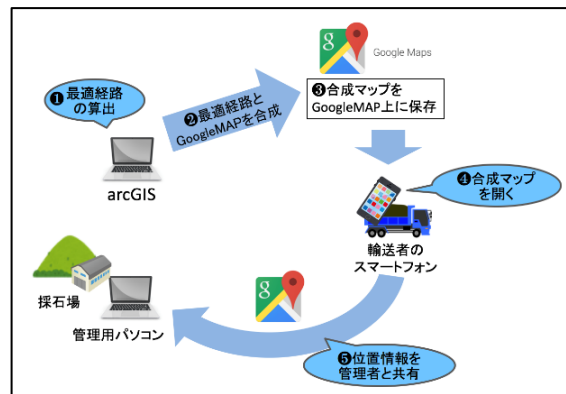 ❶最適経路
の算出
arcGIS
❷最適経路と
GoogleMAPを合成
g
Google Maps
❸合成マップを
GoogleMAP上に保存
❹合成マップ
を開く
輸送者の
スマートフォン
採石場
管理用パソコン
g
❺位置情報を
管理者と共有